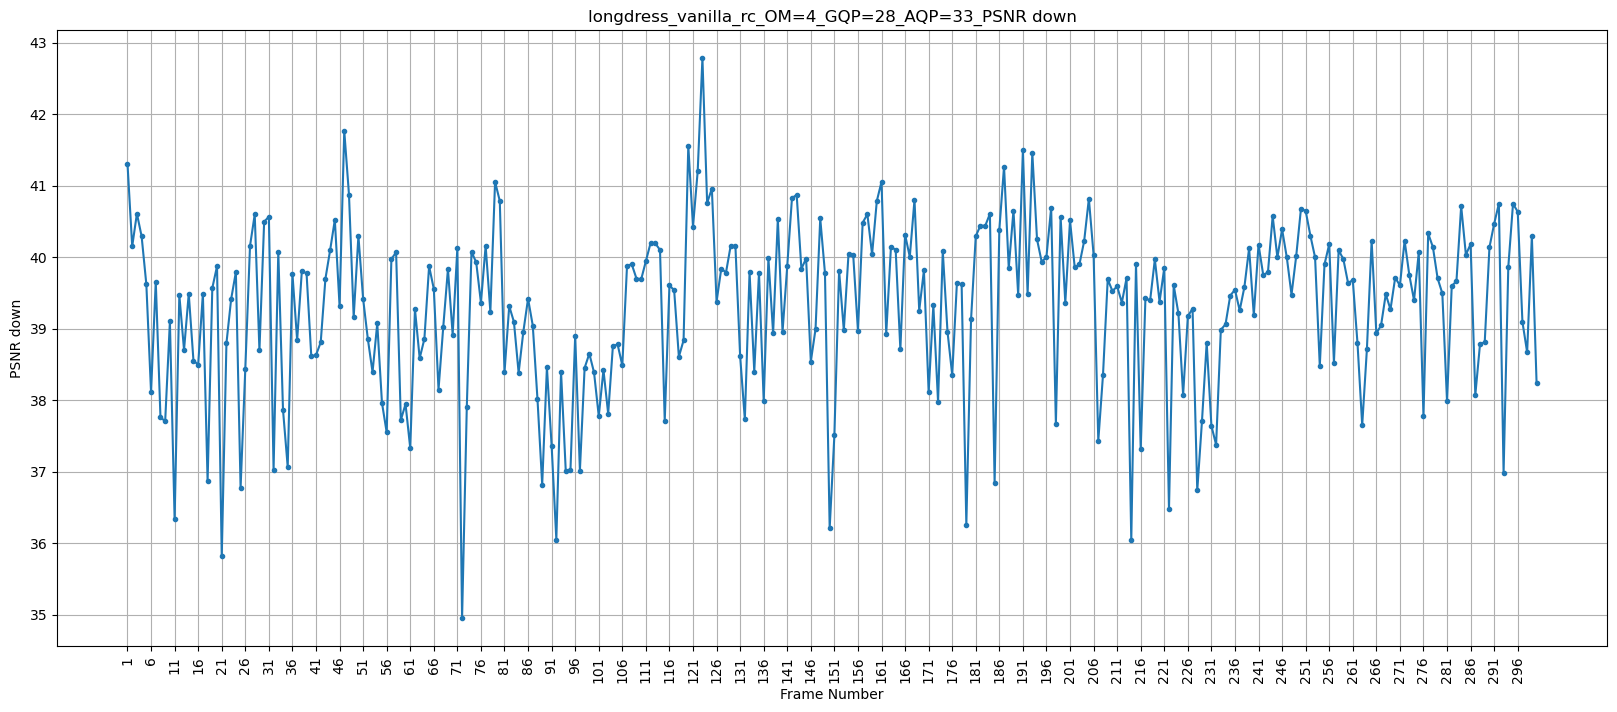 longdress_vanilla_rc_OM=4_GQP=28_AQP=33_PSNR down
PSNR down
43
42
41
40
39
38
37
36
35
1 6 11 16 21 26 31 36 41 46 51 56 61 66 71 76 81 86 91 96 101 106 111 116 121 126 131 136 141 146 151 156 161 166 171 176 181 186 191 196 201 206 211 216 221 226 231 236 241 246 251 256 261 266 271 276 281 286 291 296
Frame Number